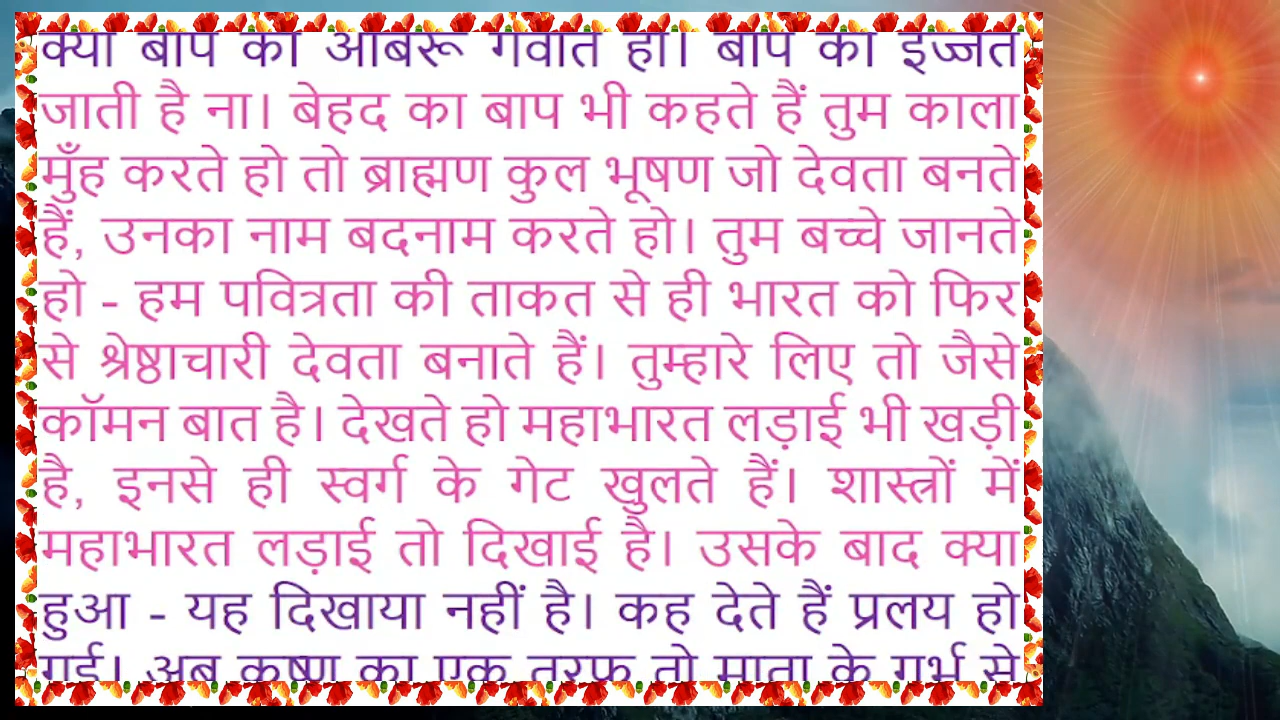 क्या बाप की आबरू गंवाते हो। बाप की इज्जत
जाती है ना। बेहद का बाप भी कहते हैं तुम काला
मुँह करते हो तो ब्राह्मण कुल भूषण जो देवता बनते
हैं, उनका नाम बदनाम करते हो। तुम बच्चे जानते
हो - हम पवित्रता की ताकत से ही भारत को फिर
से श्रेष्ठाचारी देवता बनाते हैं। तुम्हारे लिए तो जैसे
कॉमन बात है। देखते हो महाभारत लड़ाई भी खड़ी
है, इनसे ही स्वर्ग के गेट खुलते हैं। शास्त्रों में
महाभारत लड़ाई तो दिखाई है। उसके बाद क्या
हुआ - यह दिखाया नहीं है। कह देते हैं प्रलय हो
गई। अब कृष्ण का एक तरफ तो माता के गर्भ से